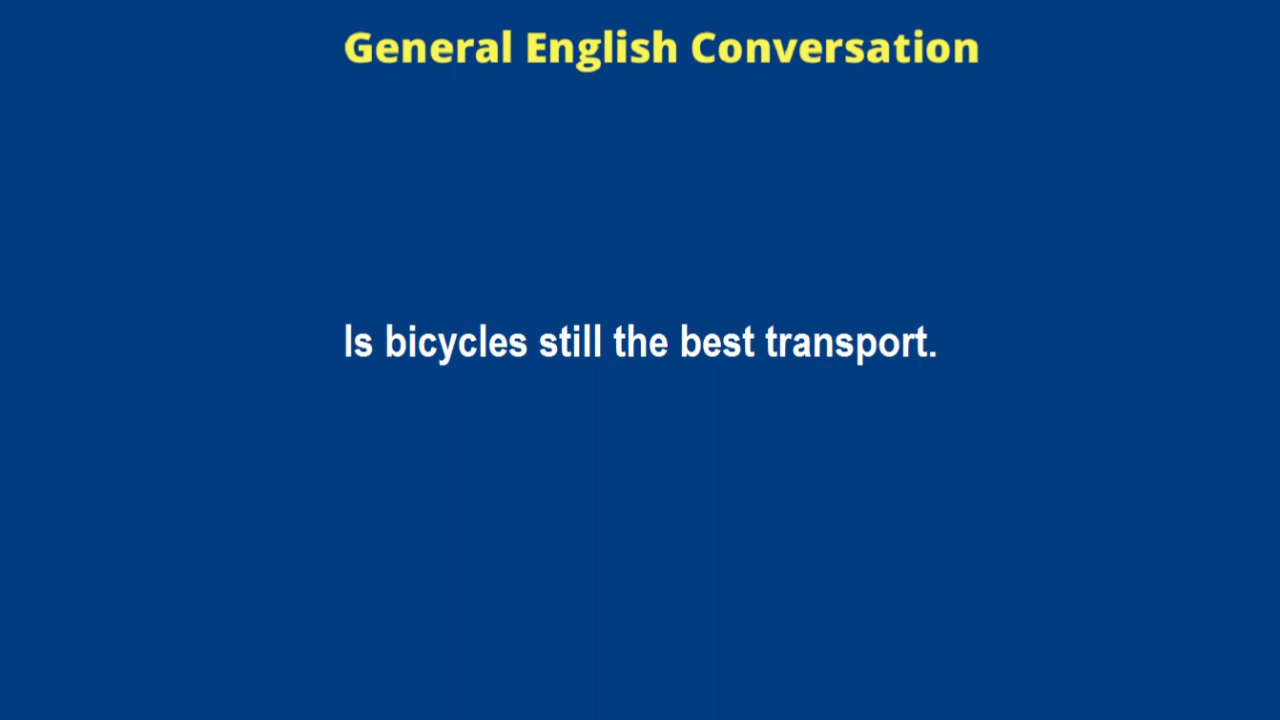 General English Conversation
Is bicycles still the best transport.